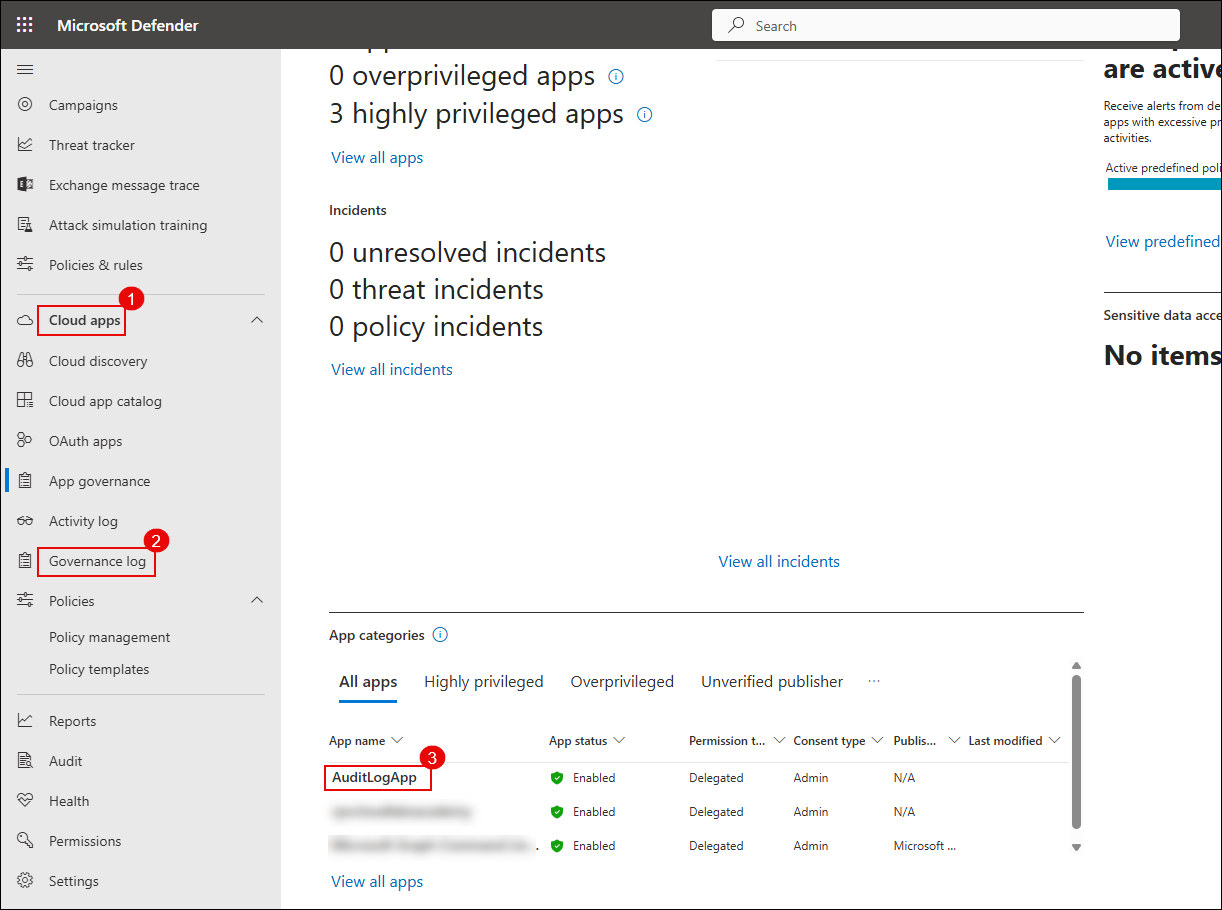 Microsoft Defender
Search
Campaigns
Threat tracker
Exchange message trace
Attack simulation training
Policies & rules
1
Cloud apps
Cloud discovery
Cloud app catalog
OAuth apps
App governance
Activity log
2
Governance log
Policies
Policy management
Policy templates
Reports
Audit
Health
Permissions
Settings
0 overprivileged apps
3 highly privileged apps
View all apps
Incidents
0 unresolved incidents
0 threat incidents
0 policy incidents
View all incidents
View all incidents
App categories
All apps Highly privileged Overprivileged Unverified publisher ...
App name App status Permission t... Consent type Publis... Last modified
3
AuditLogApp Enabled Delegated Admin N/A
Enabled Delegated Admin N/A
Enabled Delegated Admin Microsoft ...
View all apps
are active
Receive alerts from de
apps with excessive pr
activities.
Active predefined poli
View predefined
Sensitive data acce
No items